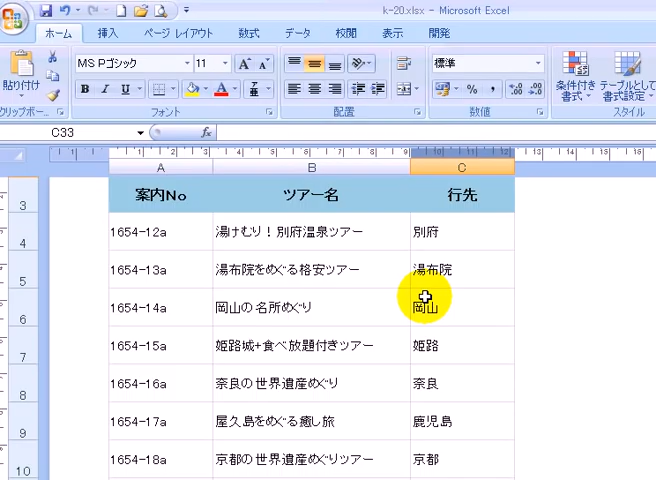 k-20.xlsx - Microsoft Excel
ホーム 挿入 ページ レイアウト 数式 データ 校閲 表示 開発
貼り付け
MS Pゴシック 11
標準
B I U
条件付き書式
テーブルとして書式設定
クリップボー... フォント 配置 数値 スタイル
C33 fx
A B C
3 案内No ツアー名 行先
4 1654-12a 湯けむり！別府温泉ツアー 別府
5 1654-13a 湯布院をめぐる格安ツアー 湯布院
6 1654-14a 岡山の名所めぐり 岡山
7 1654-15a 姫路城+食べ放題付きツアー 姫路
8 1654-16a 奈良の世界遺産めぐり 奈良
9 1654-17a 屋久島をめぐる癒し旅 鹿児島
10 1654-18a 京都の世界遺産めぐりツアー 京都